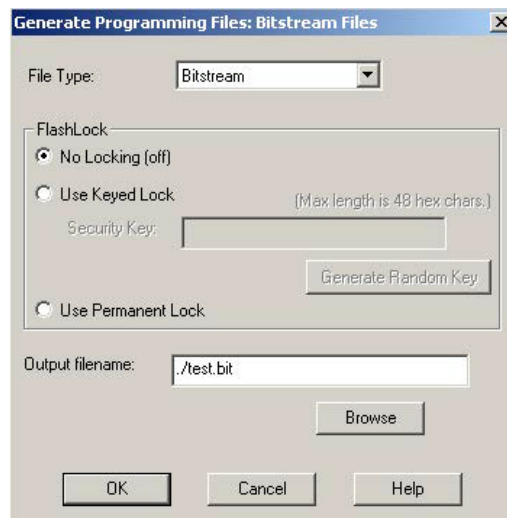 Generate Programming Files: Bitstream Files
File Type: Bitstream
FlashLock
No Locking (off)
Use Keyed Lock (Max length is 48 hex chars.)
Security Key:
Generate Random Key
Use Permanent Lock
Output filename: ./test.bit
Browse
OK Cancel Help